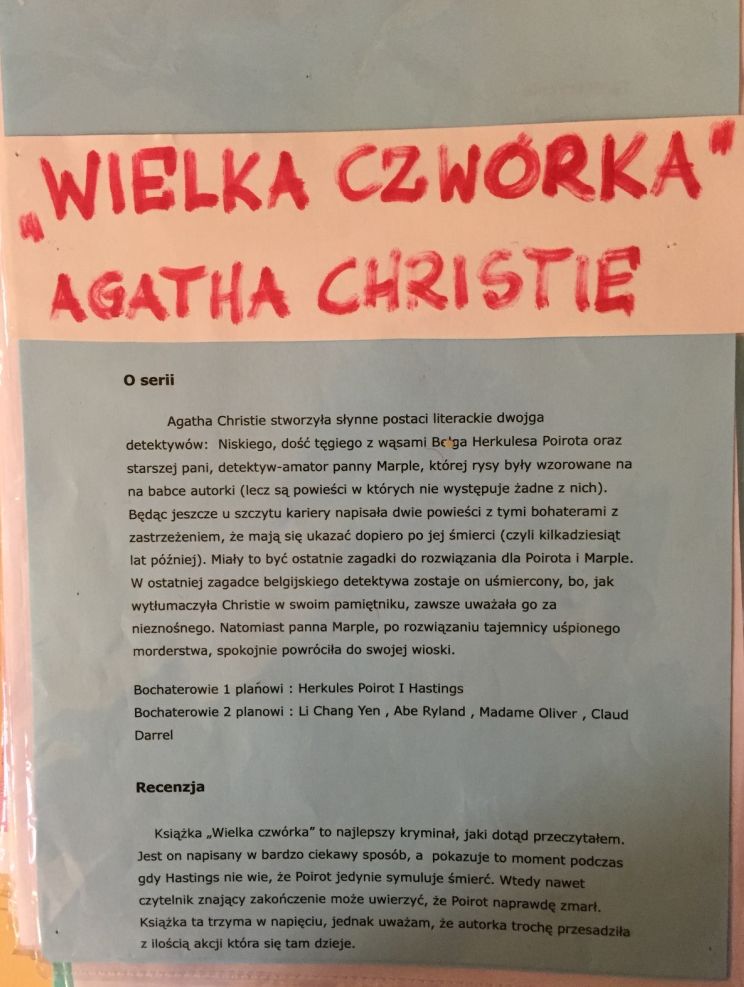 „WIELKA CZWÓRKA"
AGATHA CHRISTIE
O serii
Agatha Christie stworzyła słynne postaci literackie dwojga
detektywów: Niskiego, dość tęgiego z wąsami Belga Herkulesa Poirota oraz
starszej pani, detektyw-amator panny Marple, której rysy były wzorowane na
na babce autorki (lecz są powieści w których nie występuje żadne z nich).
Będąc jeszcze u szczytu kariery napisała dwie powieści z tymi bohaterami z
zastrzeżeniem, że mają się ukazać dopiero po jej śmierci (czyli kilkadziesiąt
lat później). Miały to być ostatnie zagadki do rozwiązania dla Poirota i Marple.
W ostatniej zagadce belgijskiego detektywa zostaje on uśmiercony, bo, jak
wytłumaczyła Christie w swoim pamiętniku, zawsze uważała go za
nieznośnego. Natomiast panna Marple, po rozwiązaniu tajemnicy uśpionego
morderstwa, spokojnie powróciła do swojej wioski.
Bochaterowie 1 planowi : Herkules Poirot I Hastings
Bochaterowie 2 planowi : Li Chang Yen , Abe Ryland , Madame Oliver , Claud
Darrel
Recenzja
Książka „Wielka czwórka" to najlepszy kryminał, jaki dotąd przeczytałem.
Jest on napisany w bardzo ciekawy sposób, a pokazuje to moment podczas
gdy Hastings nie wie, że Poirot jedynie symuluje śmierć. Wtedy nawet
czytelnik znający zakończenie może uwierzyć, że Poirot naprawdę zmarł.
Książka ta trzyma w napięciu, jednak uważam, że autorka trochę przesadziła
z ilością akcji która się tam dzieje.